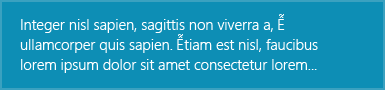 Integer nisl sapien, sagittis non viverra a, Ễ
ullamcorper quis sapien. Ễtiam est nisl, faucibus
lorem ipsum dolor sit amet consectetur lorem...